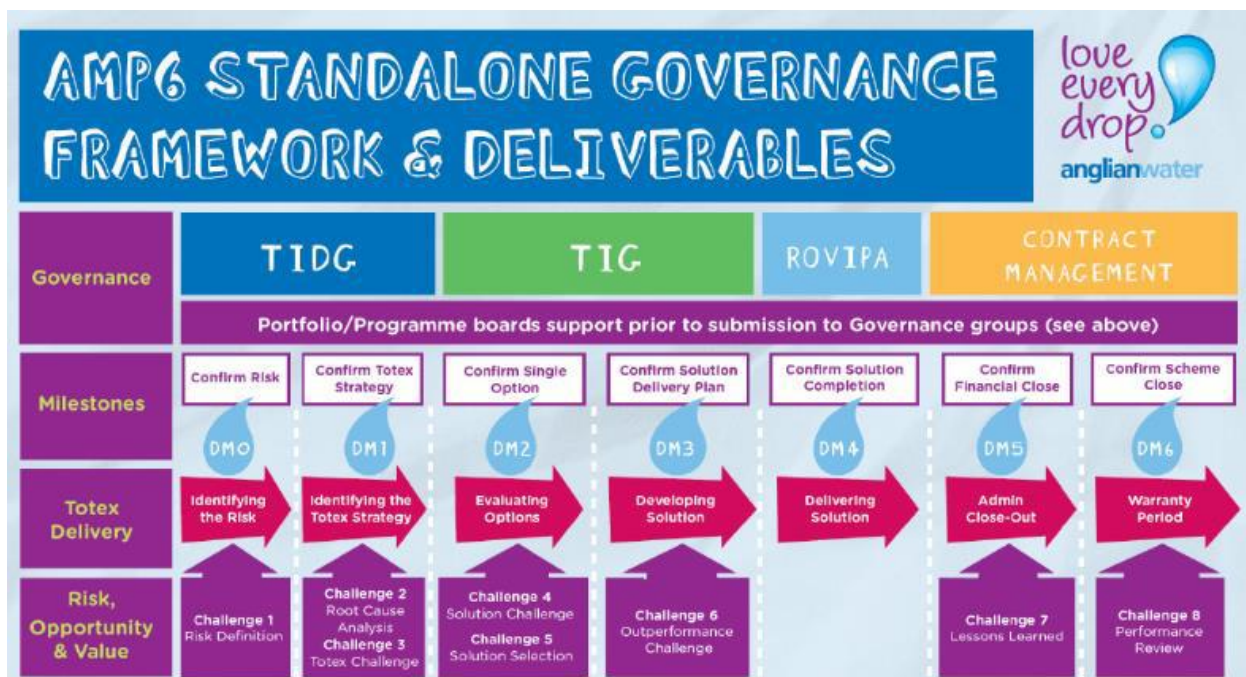 AMP6 STANDALONE GOVERNANCE
FRAMEWORK & DELIVERABLES
love
every
drop
anglianwater
Governance
TIDG
TIG
ROVIPA
CONTRACT
MANAGEMENT
Portfolio/Programme boards support prior to submission to Governance groups (see above)
Milestones
Confirm Risk
Confirm Totex
Strategy
Confirm Single
Option
Confirm Solution
Delivery Plan
Confirm Solution
Completion
Confirm
Financial Close
Confirm Scheme
Close
DM0
DM1
DM2
DM3
DM4
DM5
DM6
Totex
Delivery
Identifying
the Risk
Identifying the
Totex Strategy
Evaluating
Options
Developing
Solution
Delivering
Solution
Admin
Close-Out
Warranty
Period
Risk,
Opportunity
& Value
Challenge 1
Risk Definition
Challenge 2
Root Cause
Analysis
Challenge 3
Totex Challenge
Challenge 4
Solution Challenge
Challenge 5
Solution Selection
Challenge 6
Outperformance
Challenge
Challenge 7
Lessons Learned
Challenge 8
Performance
Review